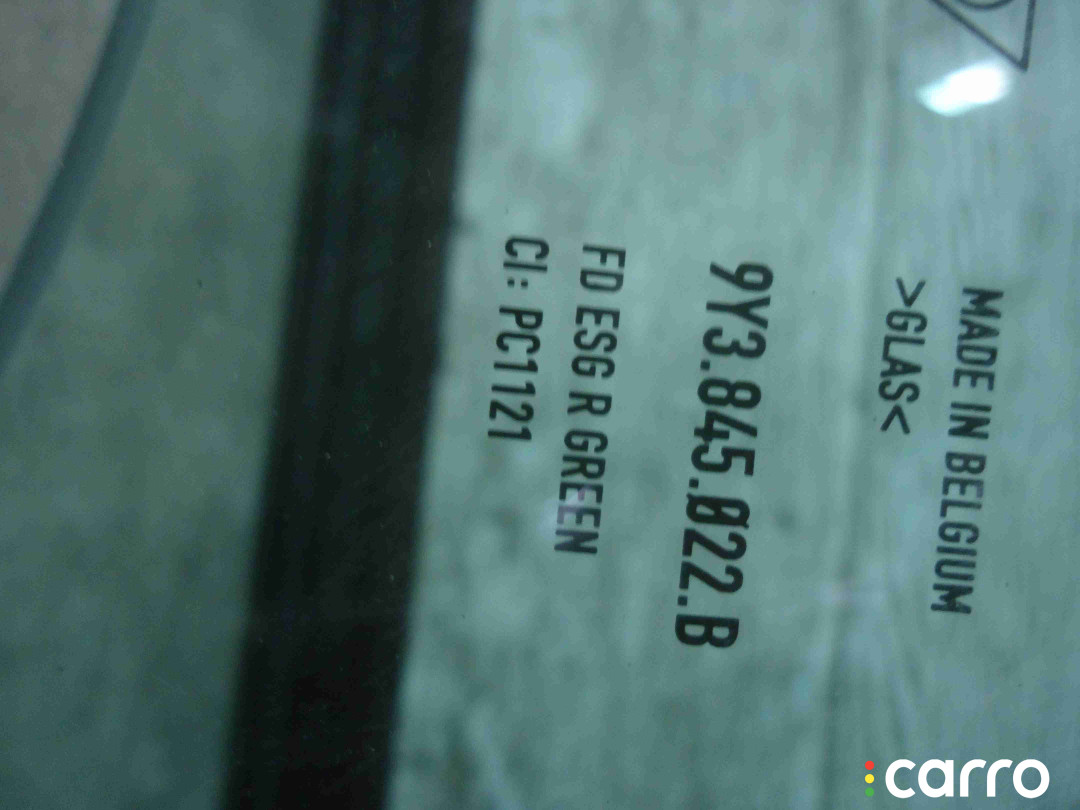 MADE IN BELGIUM
>GLAS<
9Y3.845.022.B
FD ESG R GREEN
CI: PC1121
carro